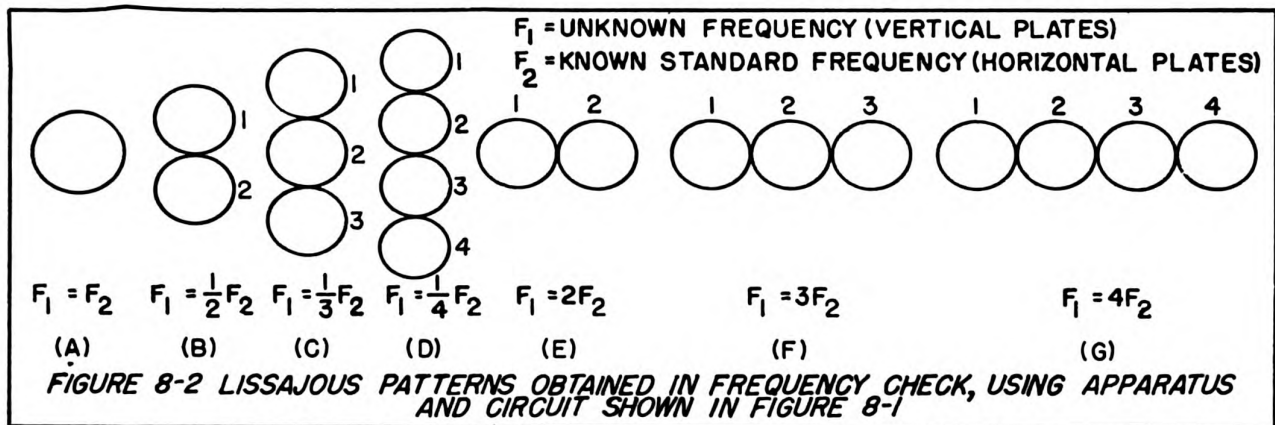 F₁ = UNKNOWN FREQUENCY (VERTICAL PLATES)
F₂ = KNOWN STANDARD FREQUENCY (HORIZONTAL PLATES)
1
2
1
2
3
1
2
3
4
1 2
1 2 3
1 2 3 4
F₁ = F₂
F₁ = 1/2 F₂
F₁ = 1/3 F₂
F₁ = 1/4 F₂
F₁ = 2F₂
F₁ = 3F₂
F₁ = 4F₂
(A)
(B)
(C)
(D)
(E)
(F)
(G)
FIGURE 8-2 LISSAJOUS PATTERNS OBTAINED IN FREQUENCY CHECK, USING APPARATUS
AND CIRCUIT SHOWN IN FIGURE 8-1